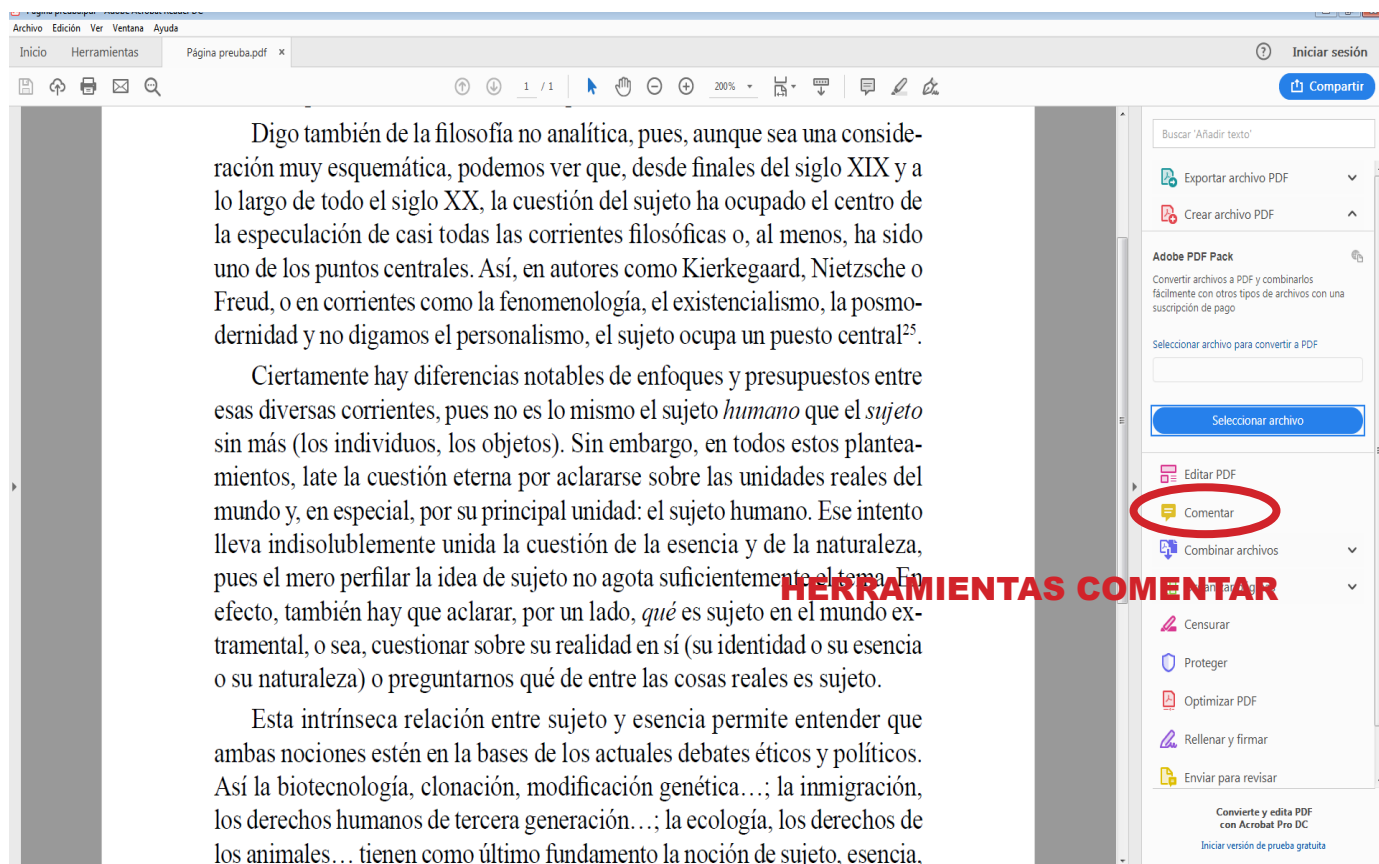 Archivo Edición Ver Ventana Ayuda
Inicio Herramientas Página preuba.pdf × Iniciar sesión
1 / 1 200% Compartir
Digo también de la filosofía no analítica, pues, aunque sea una conside-
ración muy esquemática, podemos ver que, desde finales del siglo XIX y a
lo largo de todo el siglo XX, la cuestión del sujeto ha ocupado el centro de
la especulación de casi todas las corrientes filosóficas o, al menos, ha sido
uno de los puntos centrales. Así, en autores como Kierkegaard, Nietzsche o
Freud, o en corrientes como la fenomenología, el existencialismo, la posmo-
dernidad y no digamos el personalismo, el sujeto ocupa un puesto central25.
Ciertamente hay diferencias notables de enfoques y presupuestos entre
esas diversas corrientes, pues no es lo mismo el sujeto humano que el sujeto
sin más (los individuos, los objetos). Sin embargo, en todos estos plantea-
mientos, late la cuestión eterna por aclararse sobre las unidades reales del
mundo y, en especial, por su principal unidad: el sujeto humano. Ese intento
lleva indisolublemente unida la cuestión de la esencia y de la naturaleza,
pues el mero perfilar la idea de sujeto no agota suficientemente el tema. En
efecto, también hay que aclarar, por un lado, qué es sujeto en el mundo ex-
tramental, o sea, cuestionar sobre su realidad en sí (su identidad o su esencia
o su naturaleza) o preguntarnos qué de entre las cosas reales es sujeto.
Esta intrínseca relación entre sujeto y esencia permite entender que
ambas nociones estén en la bases de los actuales debates éticos y políticos.
Así la biotecnología, clonación, modificación genética…; la inmigración,
los derechos humanos de tercera generación…; la ecología, los derechos de
los animales… tienen como último fundamento la noción de sujeto, esencia,
HERRAMIENTAS COMENTAR
Buscar 'Añadir texto'
Exportar archivo PDF
Crear archivo PDF
Adobe PDF Pack
Convertir archivos a PDF y combinarlos
fácilmente con otros tipos de archivos con una
suscripción de pago
Seleccionar archivo para convertir a PDF
Seleccionar archivo
Editar PDF
Comentar
Combinar archivos
Censurar
Proteger
Optimizar PDF
Rellenar y firmar
Enviar para revisar
Convierte y edita PDF
con Acrobat Pro DC
Iniciar versión de prueba gratuita